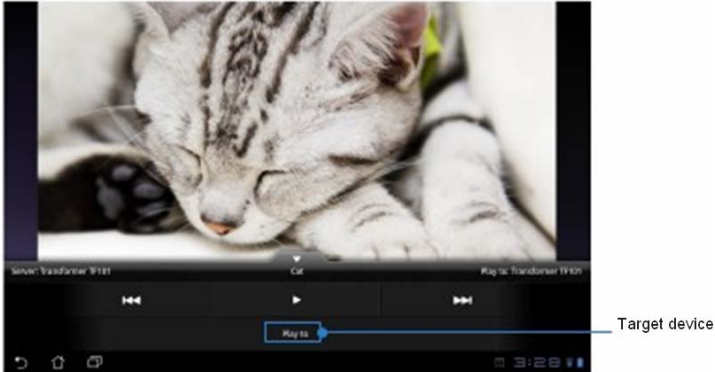 Server: Transformer TF101
Cat
Play to: Transformer TF101
Play to
Target device
3:28